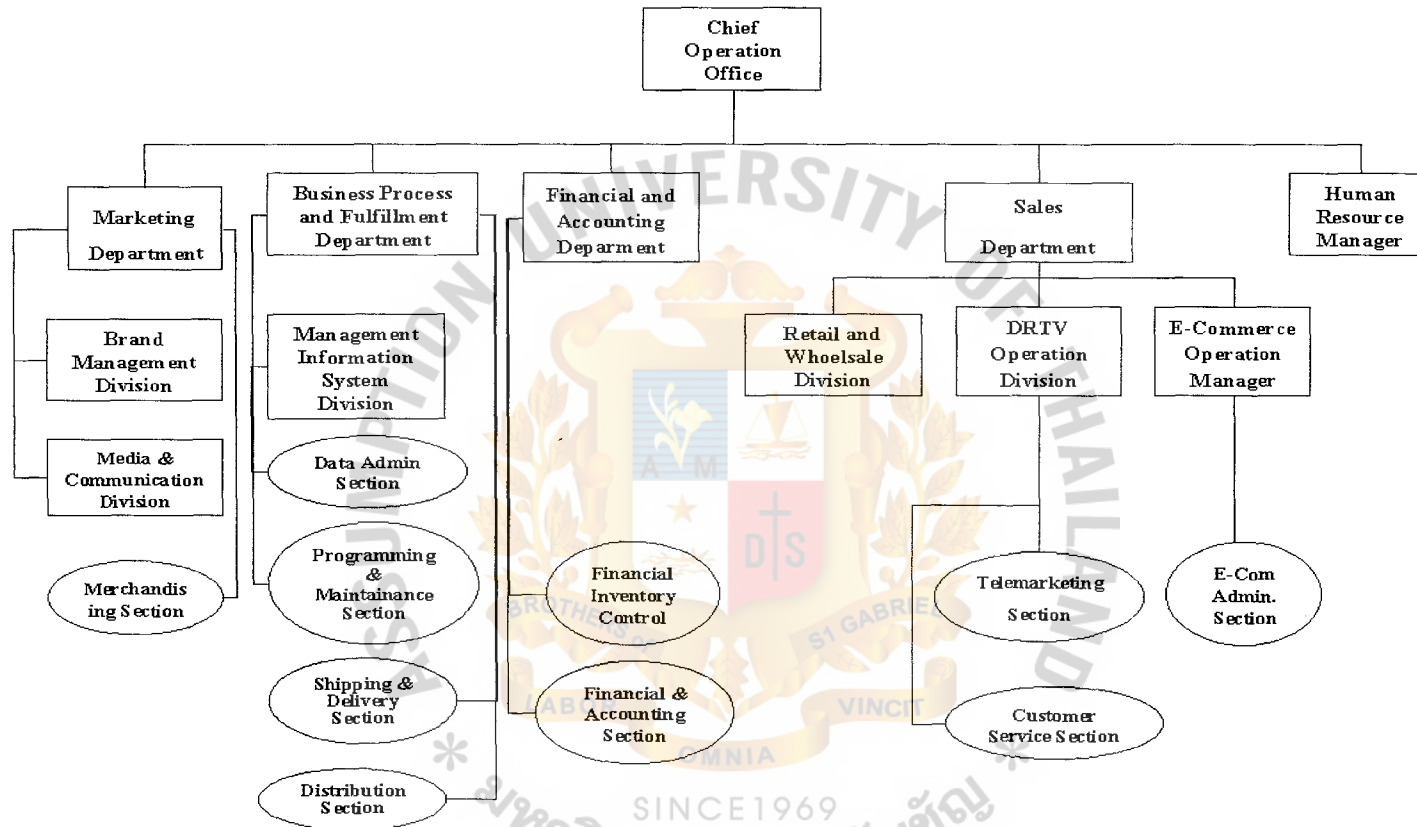 Chief
Operation
Office
Marketing
Department
Business Process
and Fulfillment
Department
Financial and
Accounting
Deparment
Sales
Department
Human
Resource
Manager
Brand
Management
Division
Management
Information
System
Division
Retail and
Whoelsale
Division
DRTV
Operation
Division
E-Commerce
Operation
Manager
Media &
Communication
Division
Data Admin
Section
Merchandis
ing Section
Programming
&
Maintainance
Section
Financial
Inventory
Control
Telemarketing
Section
E-Com
Admin.
Section
Shipping &
Delivery
Section
Financial &
Accounting
Section
Customer
Service Section
Distribution
Section
ASSUMPTION UNIVERSITY OF THAILAND
A M
D S
BROTHERS OF
ST GABRIEL
LABOR
OMNIA
VINCIT
SINCE1969